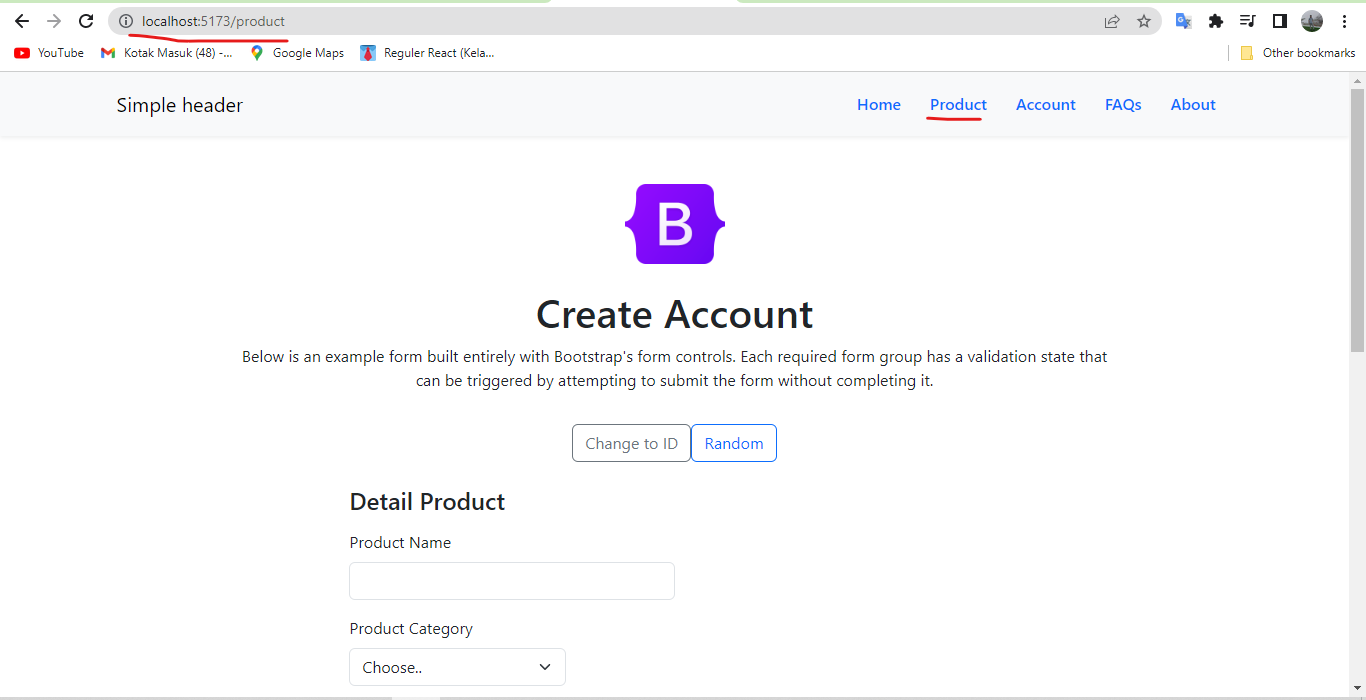 localhost:5173/product
YouTube Kotak Masuk (48) -... Google Maps Reguler React (Kela... Other bookmarks
Simple header Home Product Account FAQs About
B
Create Account
Below is an example form built entirely with Bootstrap's form controls. Each required form group has a validation state that
can be triggered by attempting to submit the form without completing it.
Change to ID Random
Detail Product
Product Name
Product Category
Choose..